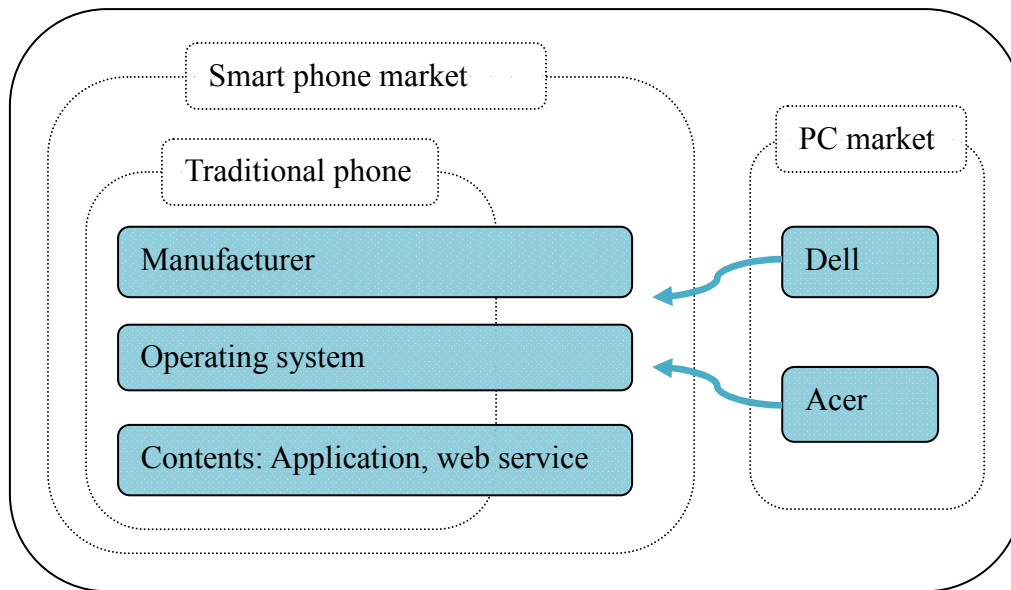 Smart phone market
PC market
Traditional phone
Manufacturer
Dell
Operating system
Acer
Contents: Application, web service